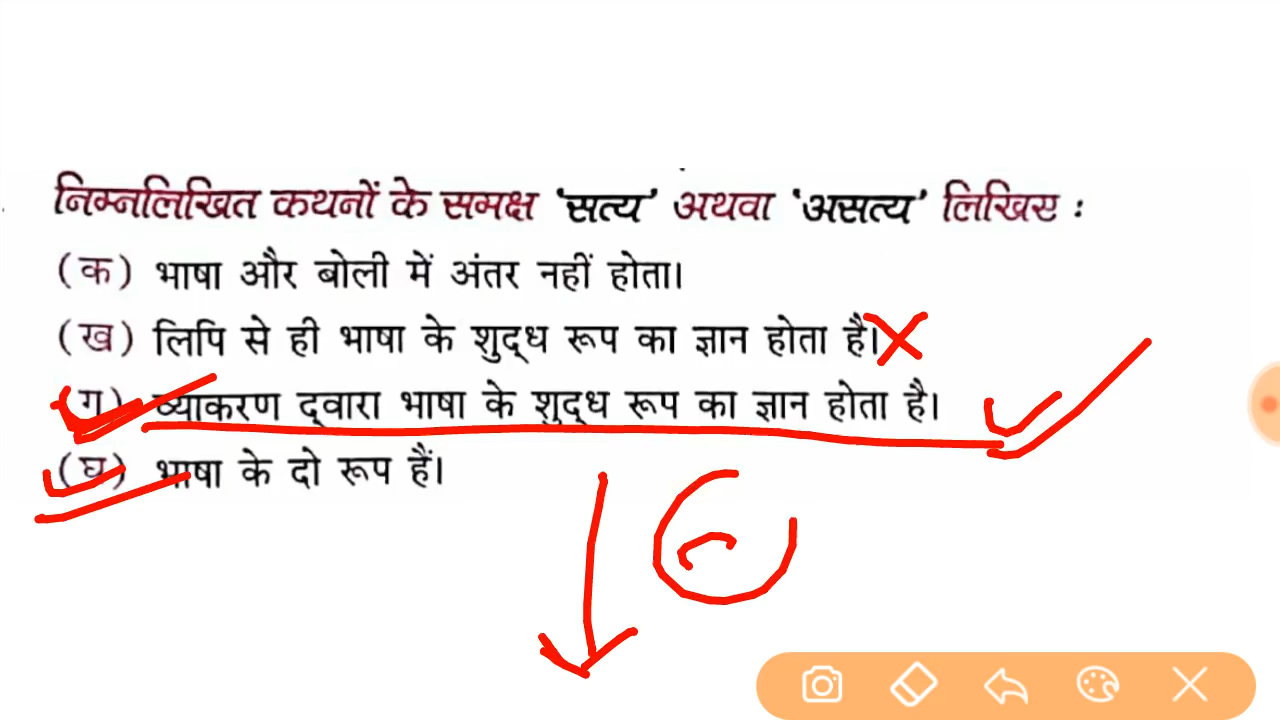 निम्नलिखित कथनों के समक्ष 'सत्य' अथवा 'असत्य' लिखिए :
(क) भाषा और बोली में अंतर नहीं होता।
(ख) लिपि से ही भाषा के शुद्ध रूप का ज्ञान होता है।
(ग) व्याकरण द्वारा भाषा के शुद्ध रूप का ज्ञान होता है।
(घ) भाषा के दो रूप हैं।